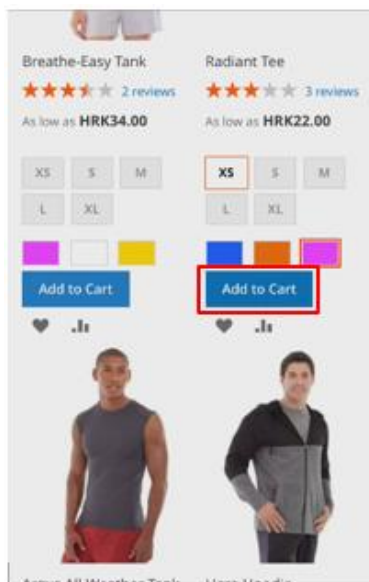 Breathe-Easy Tank
2 reviews
As low as HRK34.00
XS S M
L XL
Add to Cart
Radiant Tee
3 reviews
As low as HRK22.00
XS S M
L XL
Add to Cart